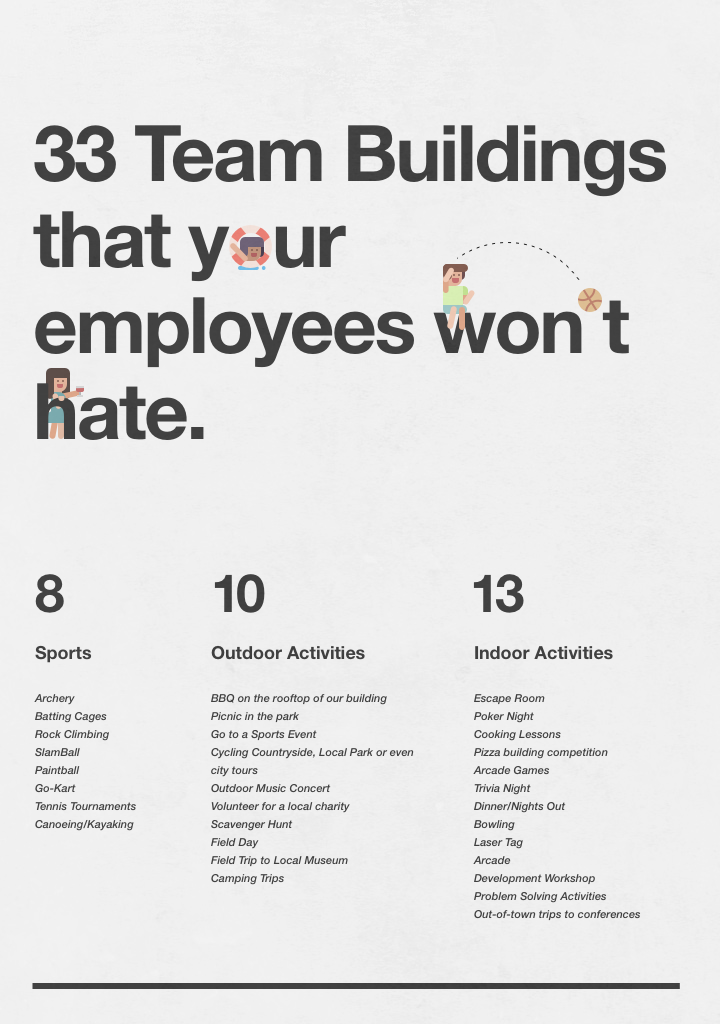 33 Team Buildings
that your
employees won't
hate.
8
Sports
Archery
Batting Cages
Rock Climbing
SlamBall
Paintball
Go-Kart
Tennis Tournaments
Canoeing/Kayaking
10
Outdoor Activities
BBQ on the rooftop of our building
Picnic in the park
Go to a Sports Event
Cycling Countryside, Local Park or even
city tours
Outdoor Music Concert
Volunteer for a local charity
Scavenger Hunt
Field Day
Field Trip to Local Museum
Camping Trips
13
Indoor Activities
Escape Room
Poker Night
Cooking Lessons
Pizza building competition
Arcade Games
Trivia Night
Dinner/Nights Out
Bowling
Laser Tag
Arcade
Development Workshop
Problem Solving Activities
Out-of-town trips to conferences